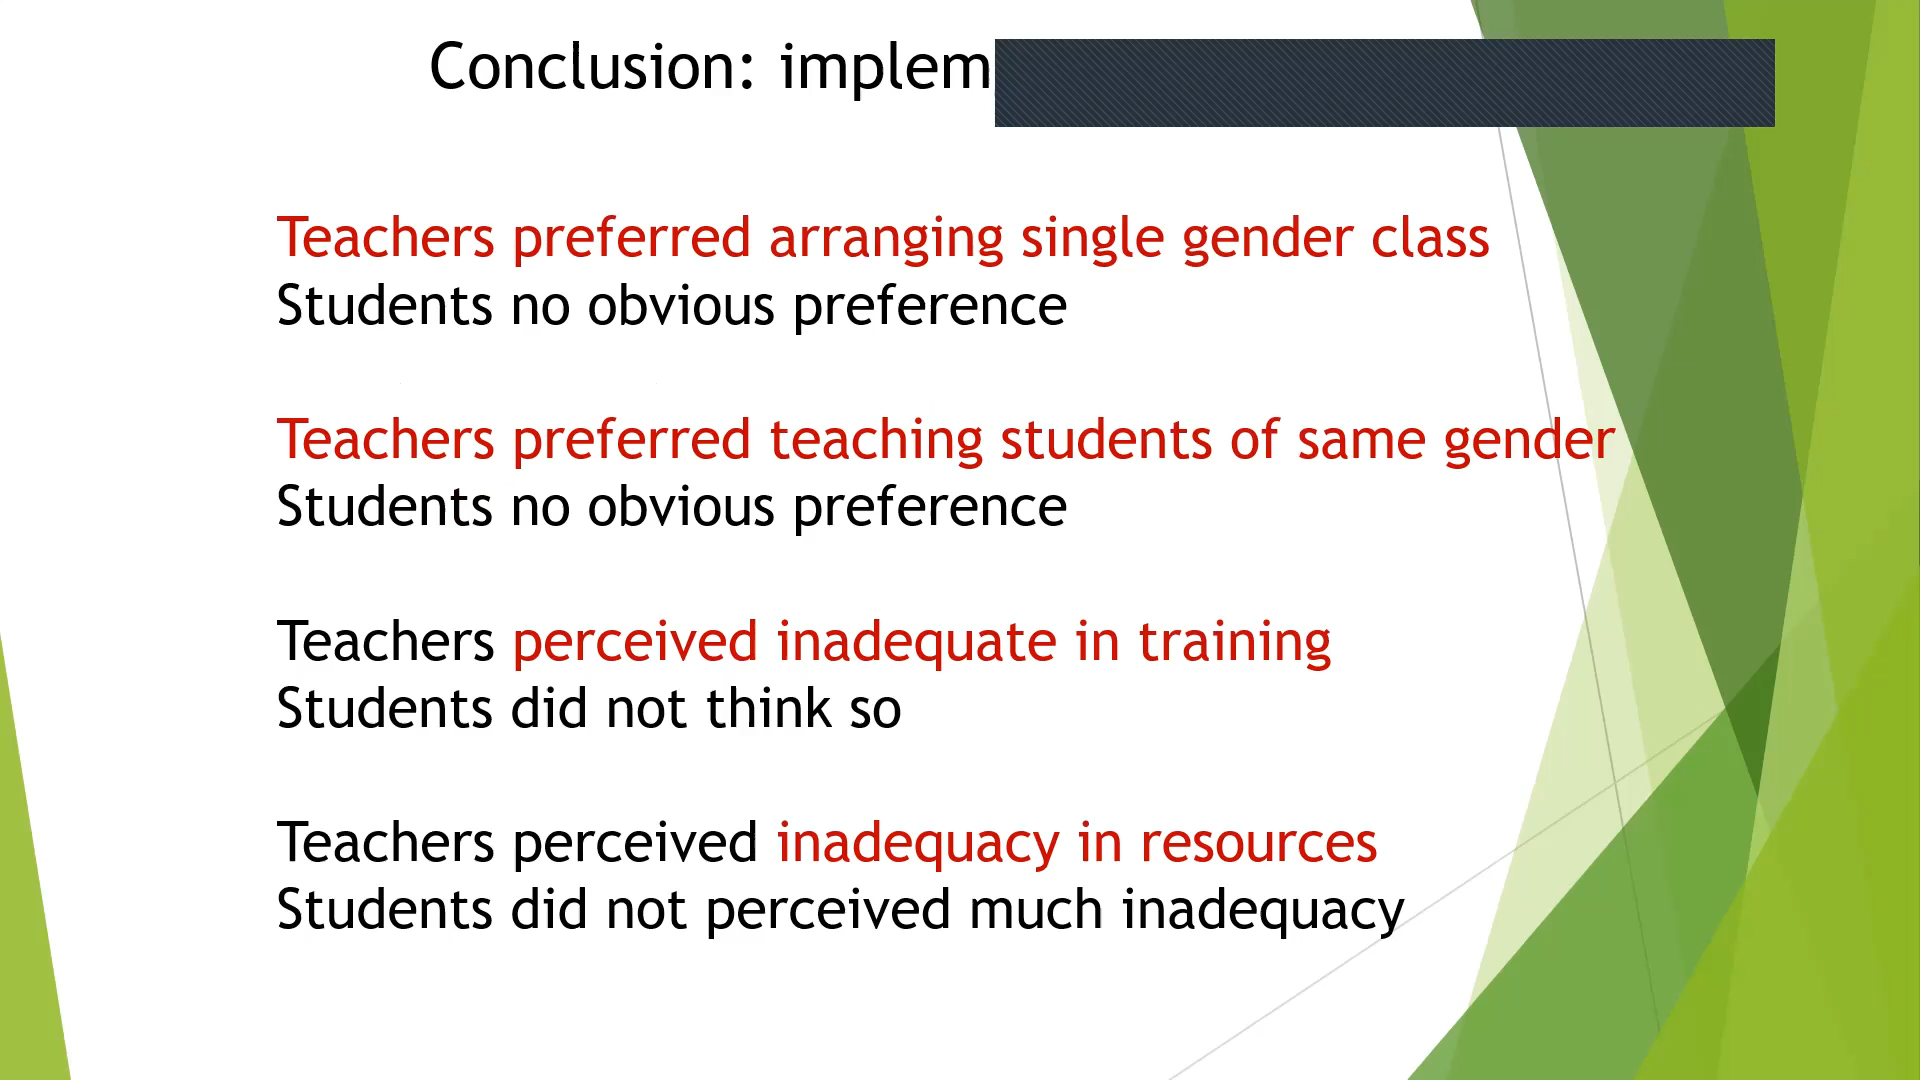 Conclusion: implem
Teachers preferred arranging single gender class
Students no obvious preference
Teachers preferred teaching students of same gender
Students no obvious preference
Teachers perceived inadequate in training
Students did not think so
Teachers perceived inadequacy in resources
Students did not perceived much inadequacy